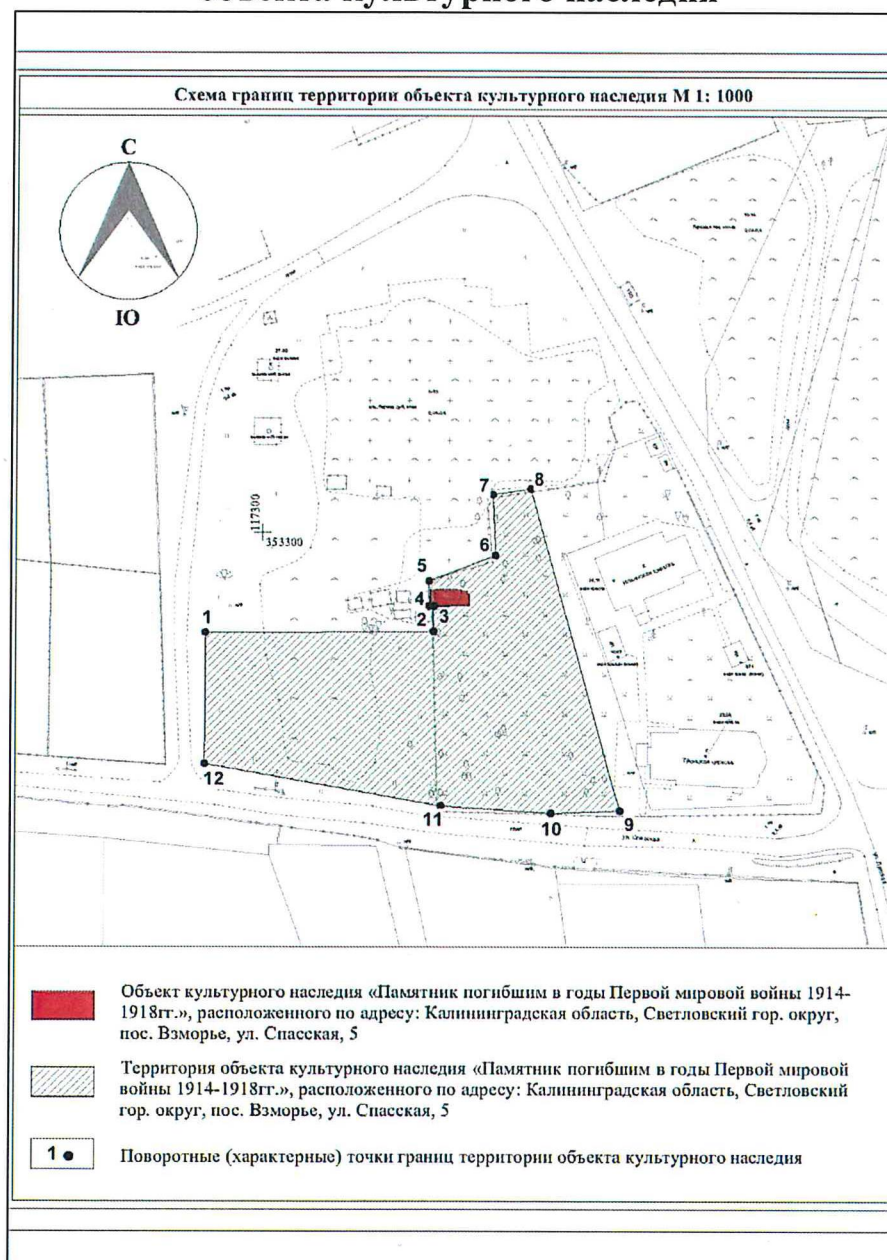 объекта культурного наследия
Схема границ территории объекта культурного наследия М 1: 1000
С
Ю
117300
353300
1
2
3
4
5
6
7
8
9
10
11
12
Объект культурного наследия «Памятник погибшим в годы Первой мировой войны 1914-
1918гг.», расположенного по адресу: Калининградская область, Светловский гор. округ,
пос. Взморье, ул. Спасская, 5
Территория объекта культурного наследия «Памятник погибшим в годы Первой мировой
войны 1914-1918гг.», расположенного по адресу: Калининградская область, Светловский
гор. округ, пос. Взморье, ул. Спасская, 5
1 ●
Поворотные (характерные) точки границ территории объекта культурного наследия